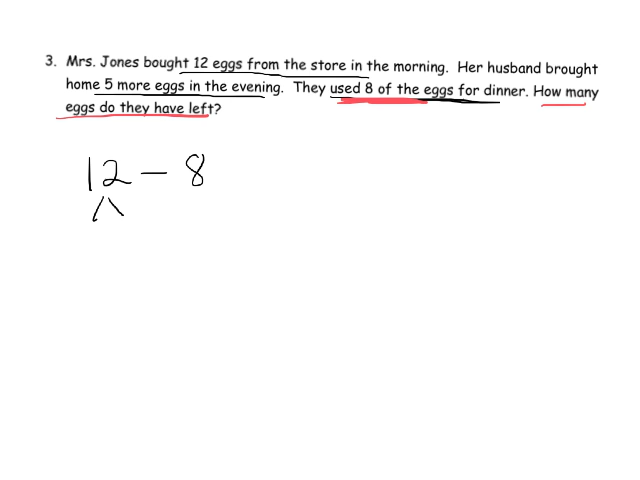 3. Mrs. Jones bought 12 eggs from the store in the morning. Her husband brought
home 5 more eggs in the evening. They used 8 of the eggs for dinner. How many
eggs do they have left?
12 - 8